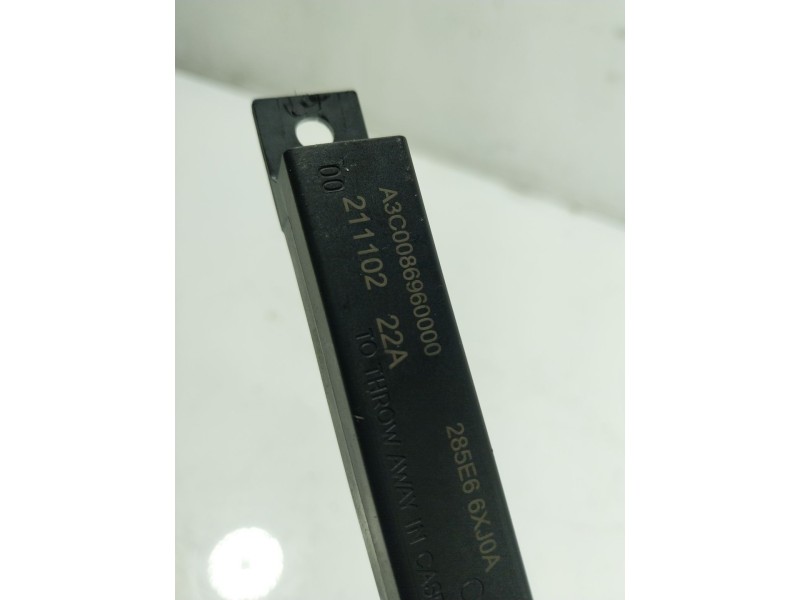 A3C0086960000
00 211102 22A
TO THROW AWAY IN
285E6 6XJ0A